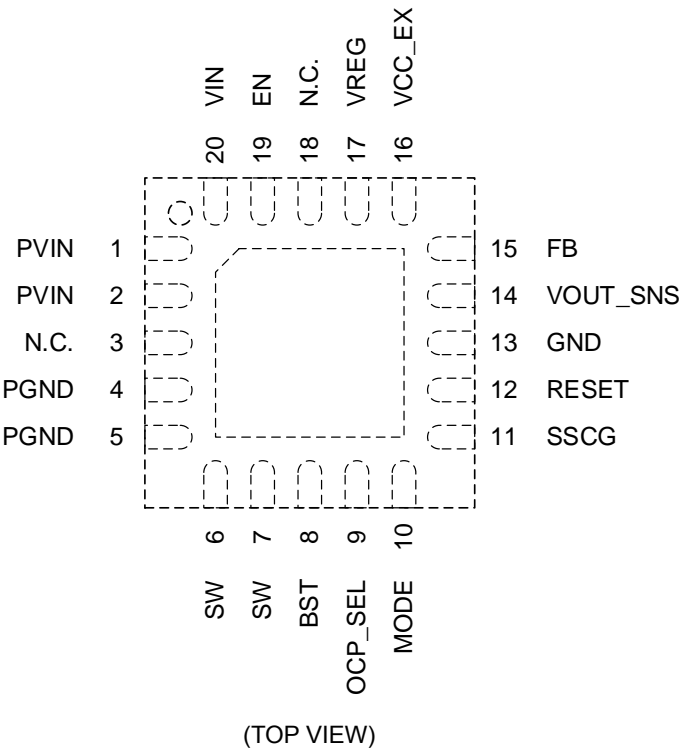 20 VIN
19 EN
18 N.C.
17 VREG
16 VCC_EX
PVIN 1
PVIN 2
N.C. 3
PGND 4
PGND 5
15 FB
14 VOUT_SNS
13 GND
12 RESET
11 SSCG
SW 6
SW 7
BST 8
OCP_SEL 9
MODE 10
(TOP VIEW)